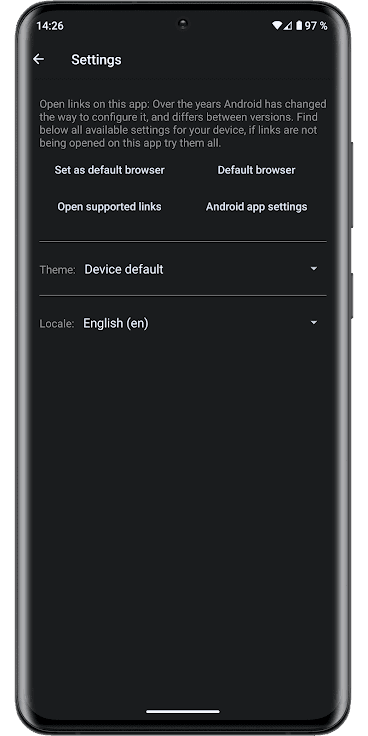 14:26 97 %
Settings
Open links on this app: Over the years Android has changed
the way to configure it, and differs between versions. Find
below all available settings for your device, if links are not
being opened on this app try them all.
Set as default browser Default browser
Open supported links Android app settings
Theme: Device default
Locale: English (en)